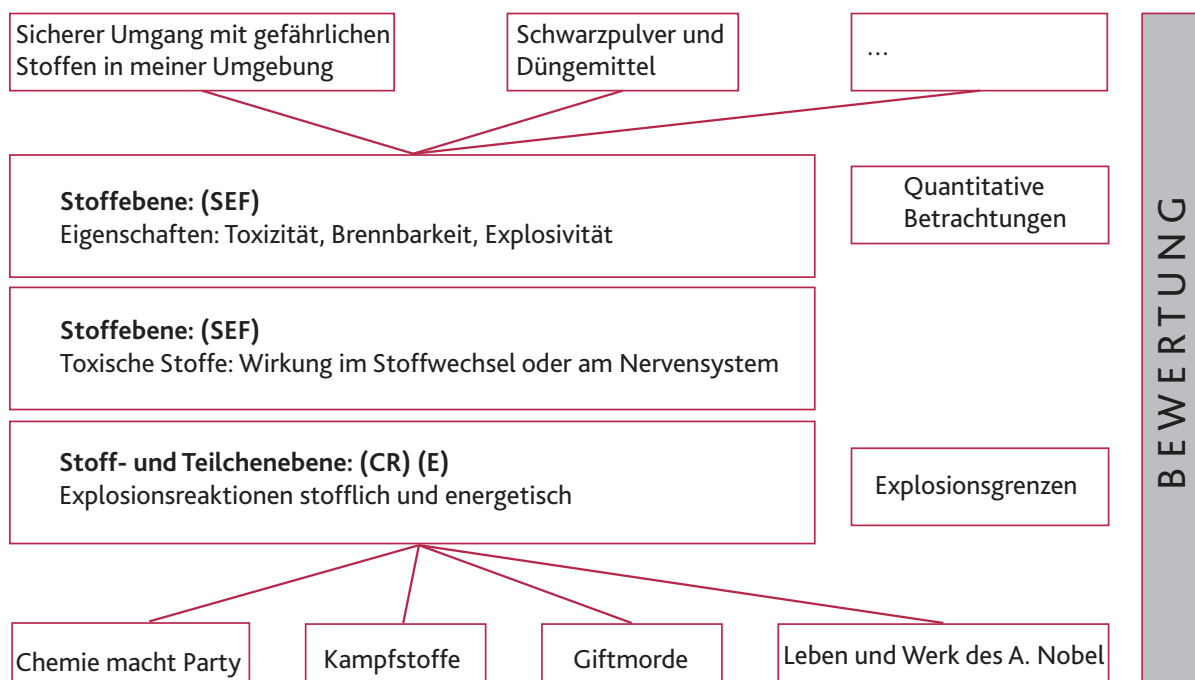 Sicherer Umgang mit gefährlichen
Stoffen in meiner Umgebung
Schwarzpulver und
Düngemittel
...
Stoffebene: (SEF)
Eigenschaften: Toxizität, Brennbarkeit, Explosivität
Quantitative
Betrachtungen
Stoffebene: (SEF)
Toxische Stoffe: Wirkung im Stoffwechsel oder am Nervensystem
Stoff- und Teilchenebene: (CR) (E)
Explosionsreaktionen stofflich und energetisch
Explosionsgrenzen
Chemie macht Party
Kampfstoffe
Giftmorde
Leben und Werk des A. Nobel
BEWERTUNG